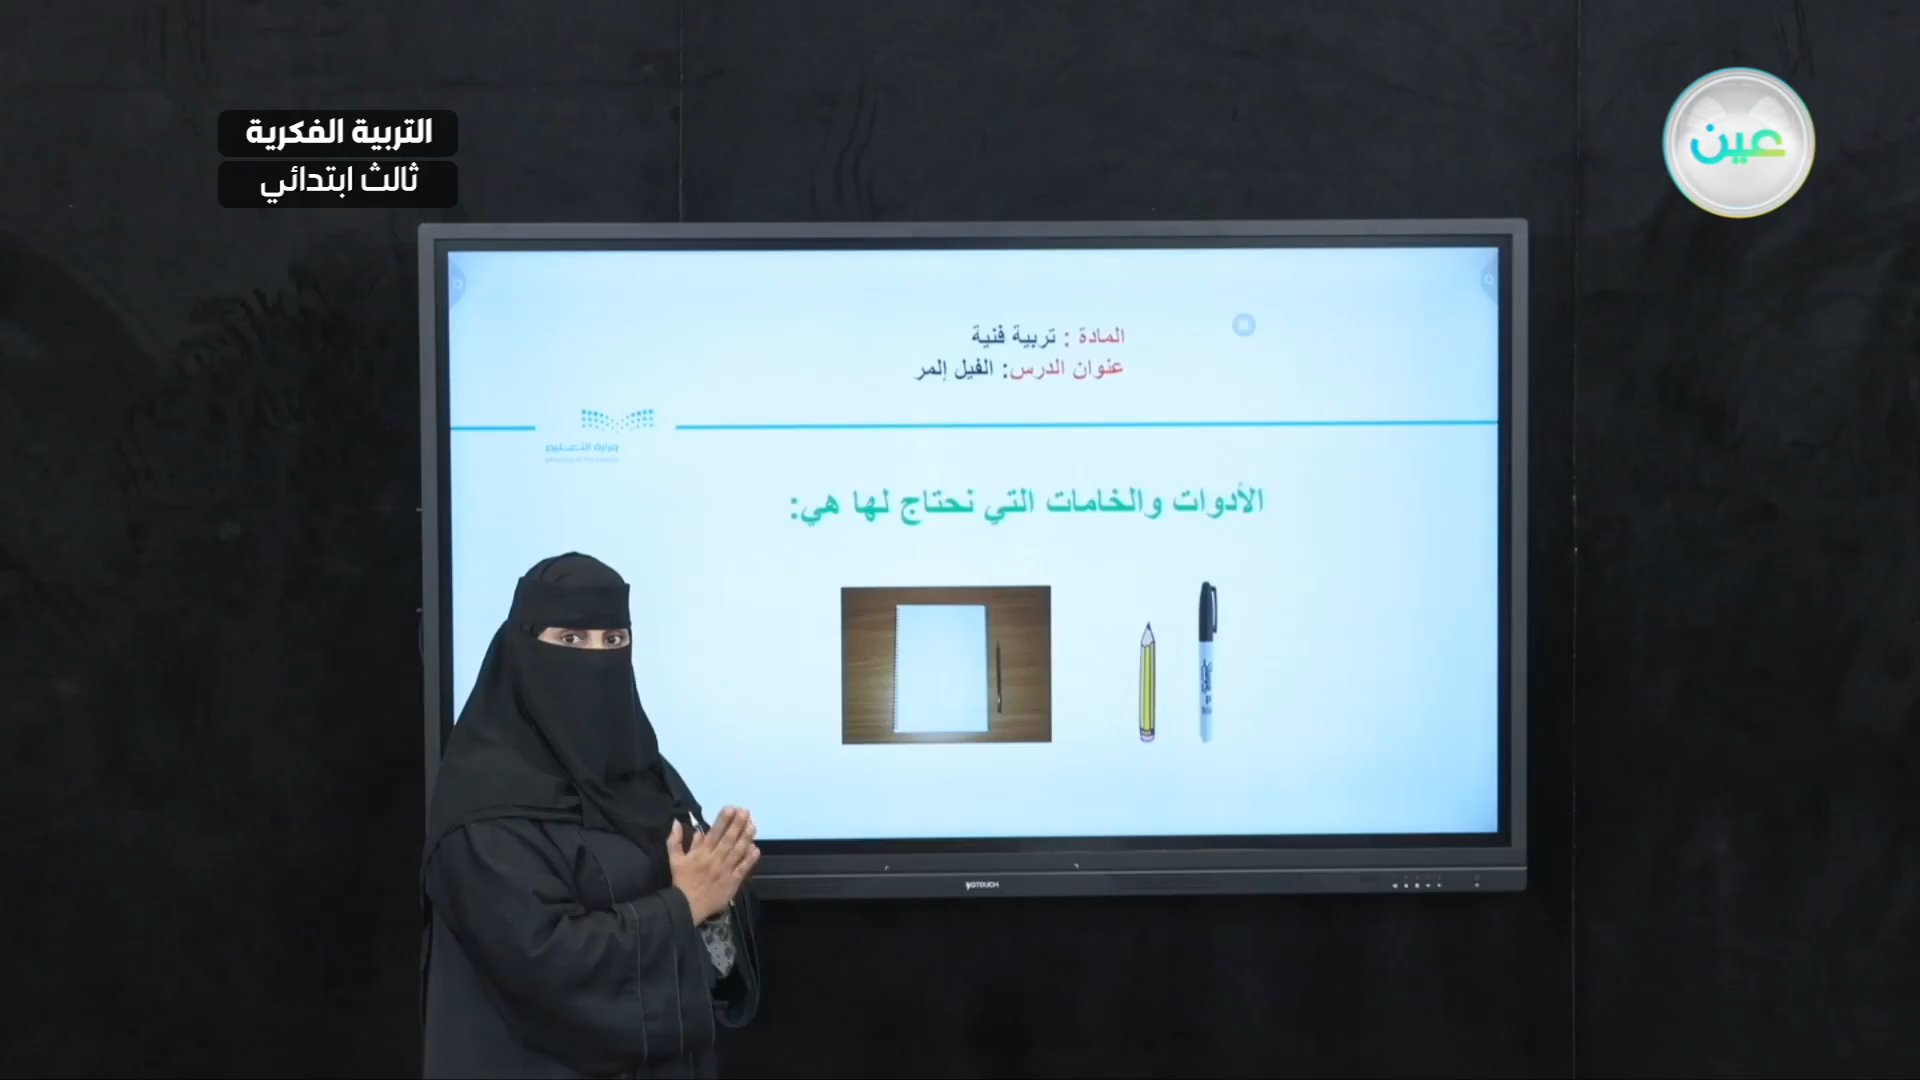 التربية الفكرية
ثالث ابتدائي
عين
المادة : تربية فنية
عنوان الدرس: الفيل إلمر
وزارة التعليم
الأدوات والخامات التي نحتاج لها هي: